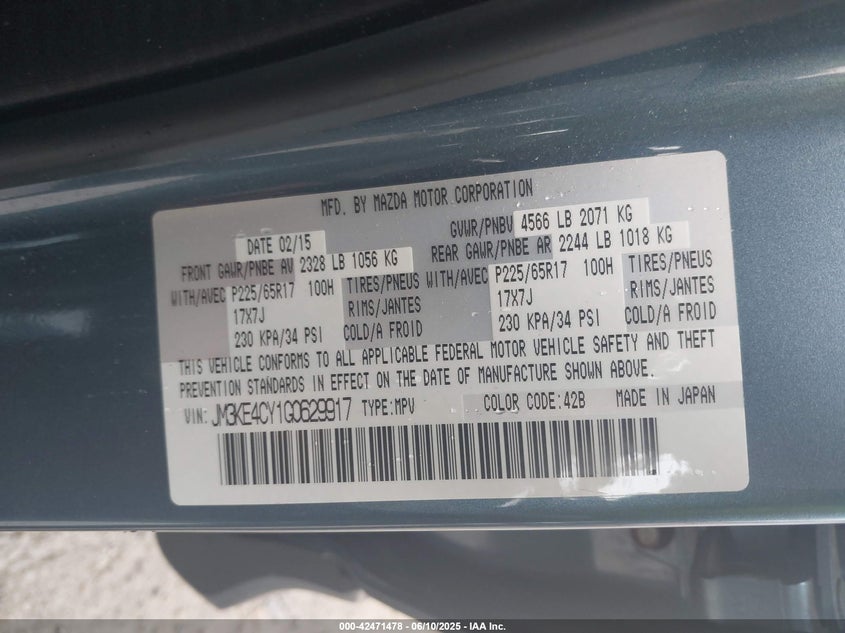 MFD. BY MAZDA MOTOR CORPORATION
DATE 02/15
GVWR/PNBV 4566 LB 2071 KG
FRONT GAWR/PNBE AV 2328 LB 1056 KG
REAR GAWR/PNBE AR 2244 LB 1018 KG
WITH/AVEC P225/65R17 100H TIRES/PNEUS
17X7J RIMS/JANTES
230 KPA/34 PSI COLD/A FROID
WITH/AVEC P225/65R17 100H TIRES/PNEUS
17X7J RIMS/JANTES
230 KPA/34 PSI COLD/A FROID
THIS VEHICLE CONFORMS TO ALL APPLICABLE FEDERAL MOTOR VEHICLE SAFETY AND THEFT
PREVENTION STANDARDS IN EFFECT ON THE DATE OF MANUFACTURE SHOWN ABOVE.
VIN: JM3KE4CY1G0629917 TYPE:MPV COLOR CODE:42B MADE IN JAPAN
000-42471478 - 06/10/2025 - IAA Inc.